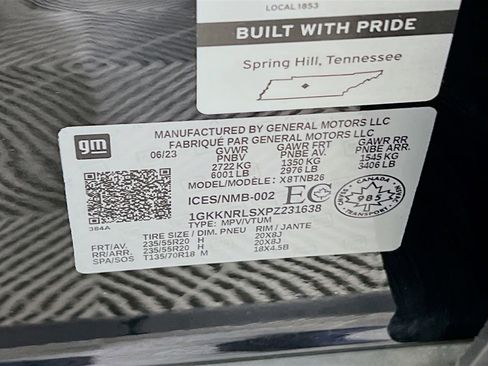 LOCAL 1853
BUILT WITH PRIDE
Spring Hill, Tennessee
gm
MANUFACTURED BY GENERAL MOTORS LLC
FABRIQUÉ PAR GENERAL MOTORS LLC
06/23 GVWR GAWR FRT GAWR RR
PNBV PNBE AV. PNBE ARR.
2722 KG 1350 KG 1545 KG
6001 LB 2976 LB 3406 LB
MODEL/MODÈLE: X8TNB26
ICES/NMB-002
384A
1GKKNRLSXPZ231638
TYPE: MPV/VTUM
TIRE SIZE / DIM. PNEU RIM / JANTE
FRT/AV. 235/55R20 H 20X8J
RR/ARR. 235/55R20 H 20X8J
SPA/SOS T135/70R18 M 18X4.5B
CANADA
985
TRANSPORT